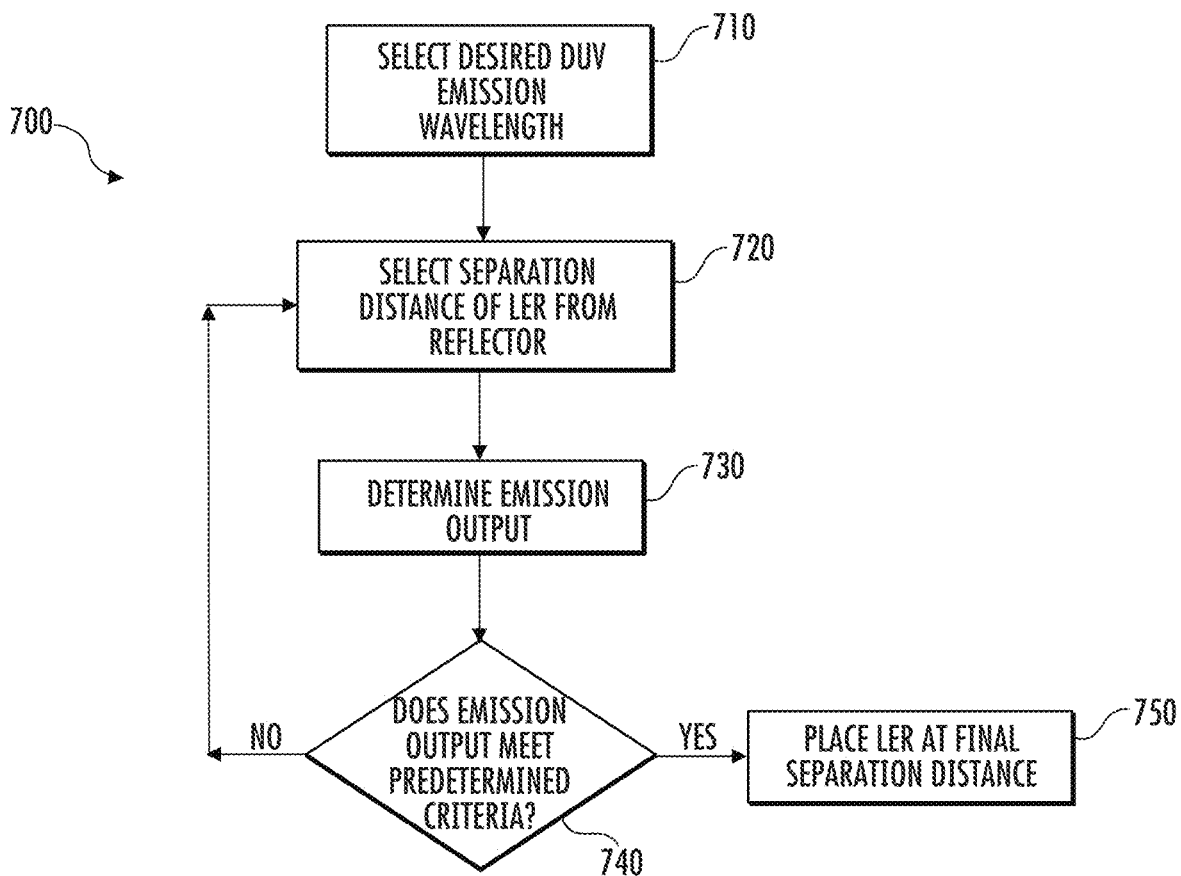 710
SELECT DESIRED DUV
EMISSION
WAVELENGTH
700
720
SELECT SEPARATION
DISTANCE OF LER FROM
REFLECTOR
730
DETERMINE EMISSION
OUTPUT
DOES EMISSION
OUTPUT MEET
PREDETERMINED
CRITERIA?
NO
YES
740
750
PLACE LER AT FINAL
SEPARATION DISTANCE